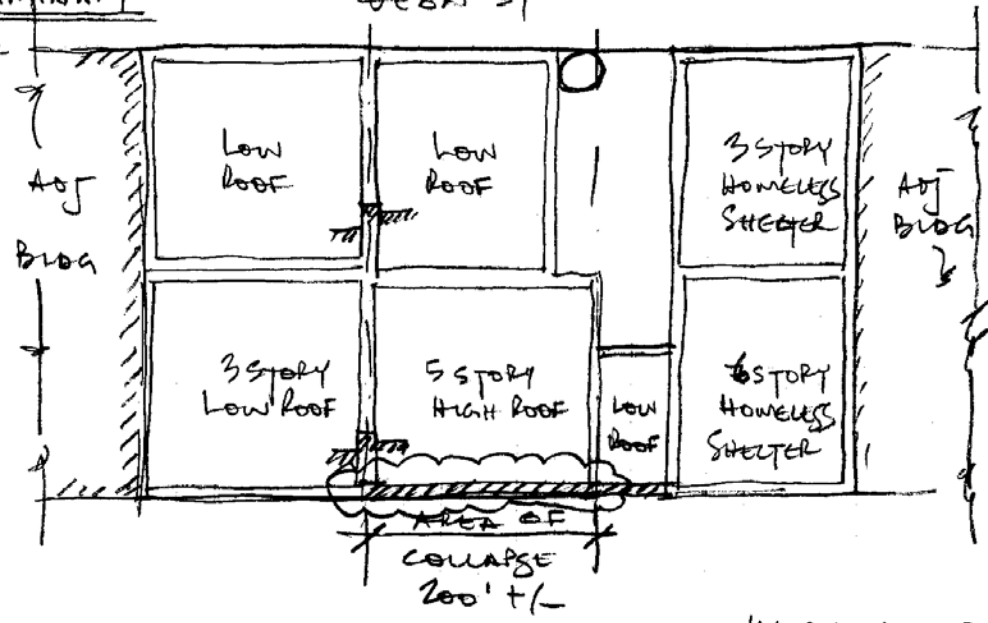 LOW
ROOF
LOW
ROOF
3 STORY
HOMELESS
SHELTER
ADJ
BLDG
ADJ
BLDG
3 STORY
LOW ROOF
5 STORY
HIGH ROOF
LOW
ROOF
6 STORY
HOMELESS
SHELTER
AREA OF
COLLAPSE
200' +/-